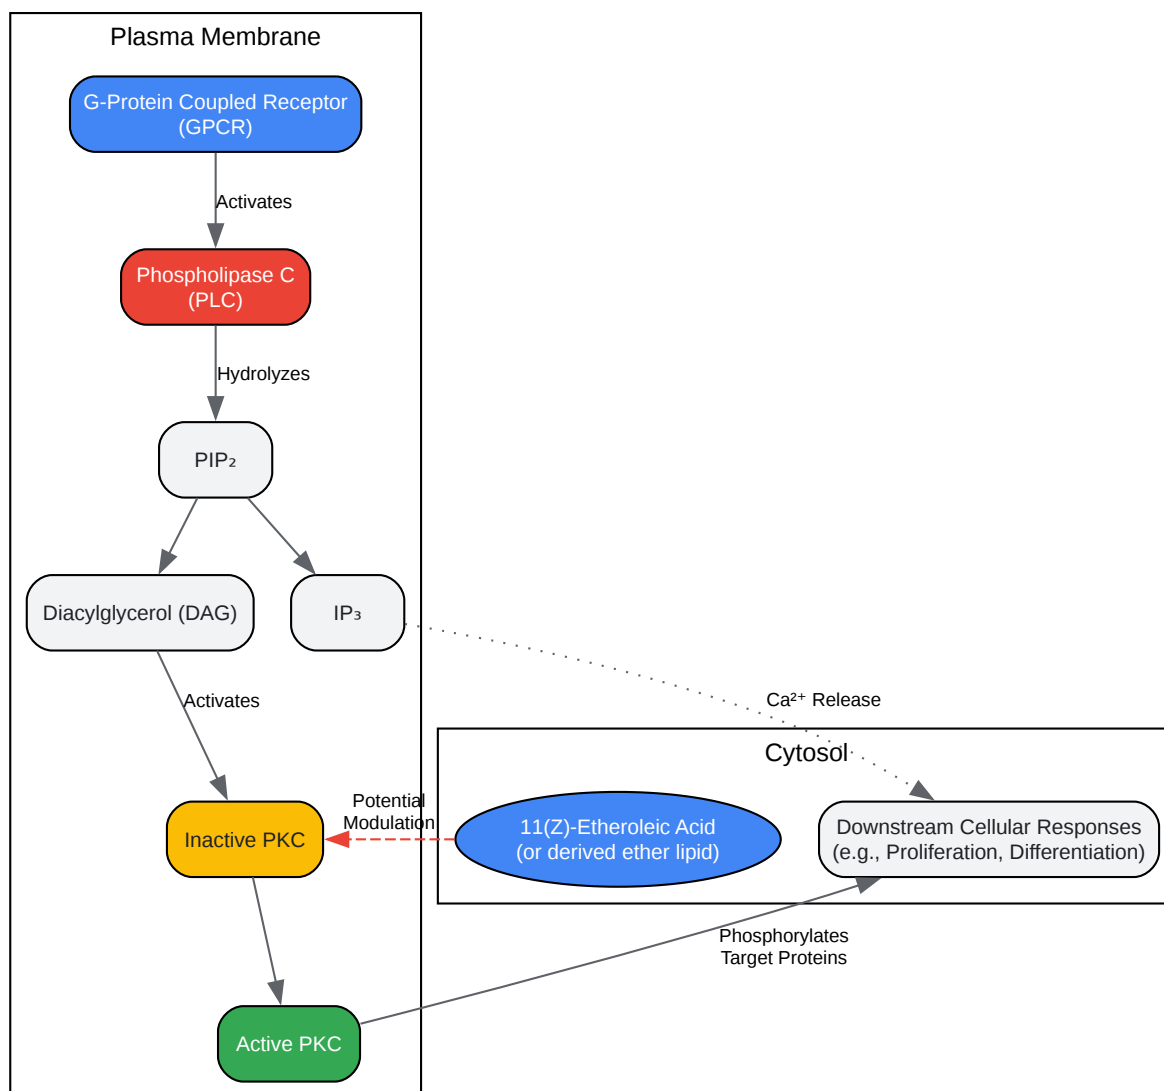 Plasma Membrane
G-Protein Coupled Receptor
(GPCR)
Activates
Phospholipase C
(PLC)
Hydrolyzes
PIP₂
Diacylglycerol (DAG)
IP₃
Activates
Ca²⁺ Release
Cytosol
Inactive PKC
Potential
Modulation
11(Z)-Etheroleic Acid
(or derived ether lipid)
Downstream Cellular Responses
(e.g., Proliferation, Differentiation)
Phosphorylates
Target Proteins
Active PKC